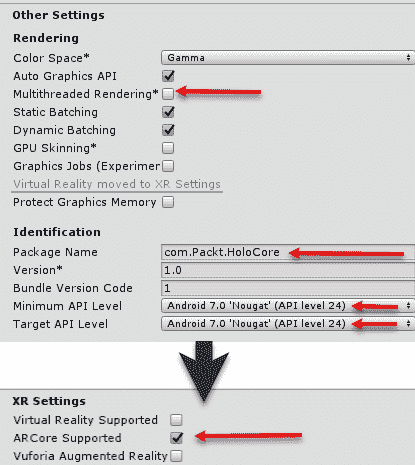 Other Settings
Rendering
Color Space* Gamma
Auto Graphics API
Multithreaded Rendering*
Static Batching
Dynamic Batching
GPU Skinning*
Graphics Jobs (Experimer
Virtual Reality moved to XR Settings
Protect Graphics Memory
Identification
Package Name com.Packt.HoloCore
Version* 1.0
Bundle Version Code 1
Minimum API Level Android 7.0 'Nougat' (API level 24)
Target API Level Android 7.0 'Nougat' (API level 24)
XR Settings
Virtual Reality Supported
ARCore Supported
Vuforia Augmented Reality